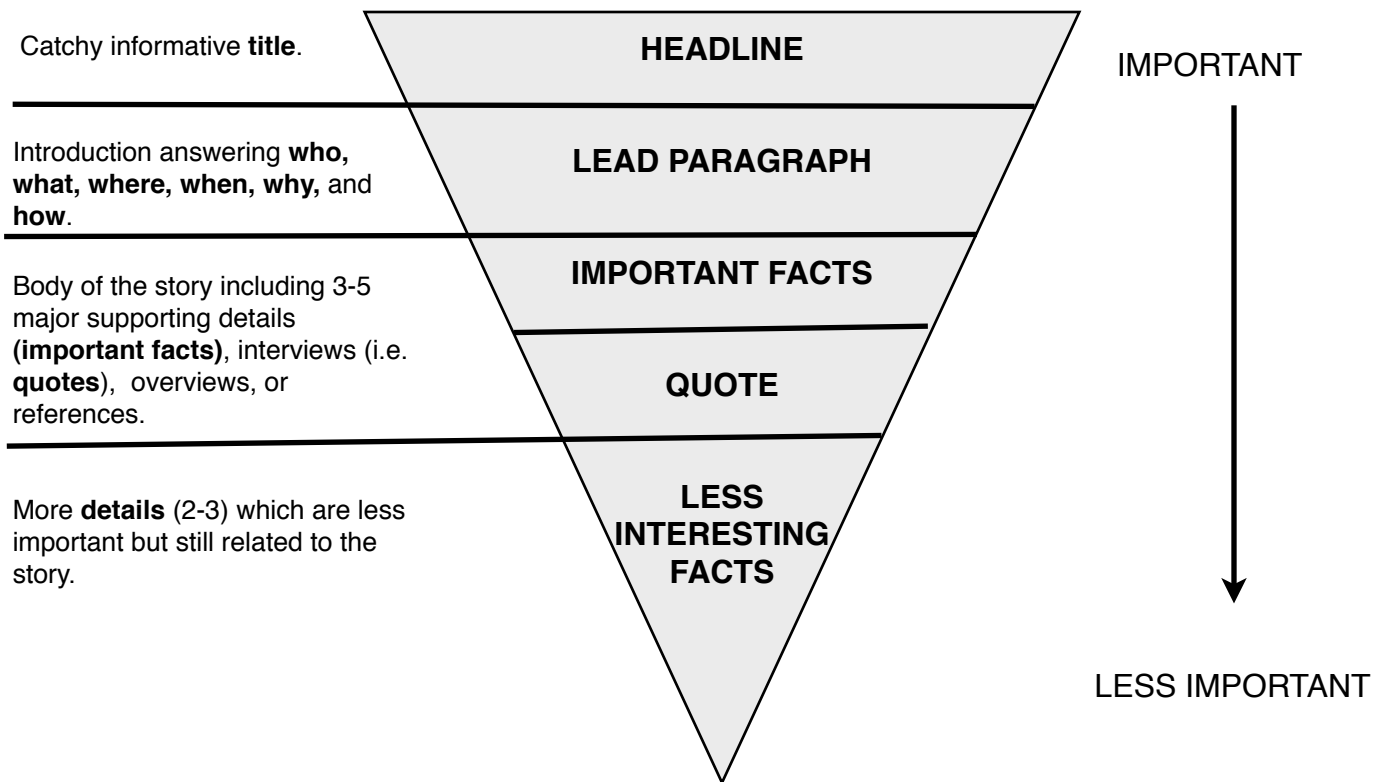 Catchy informative title.
HEADLINE
IMPORTANT
Introduction answering who,
what, where, when, why, and
how.
LEAD PARAGRAPH
Body of the story including 3-5
major supporting details
(important facts), interviews (i.e.
quotes),  overviews, or
references.
IMPORTANT FACTS
QUOTE
More details (2-3) which are less
important but still related to the
story.
LESS
INTERESTING
FACTS
LESS IMPORTANT